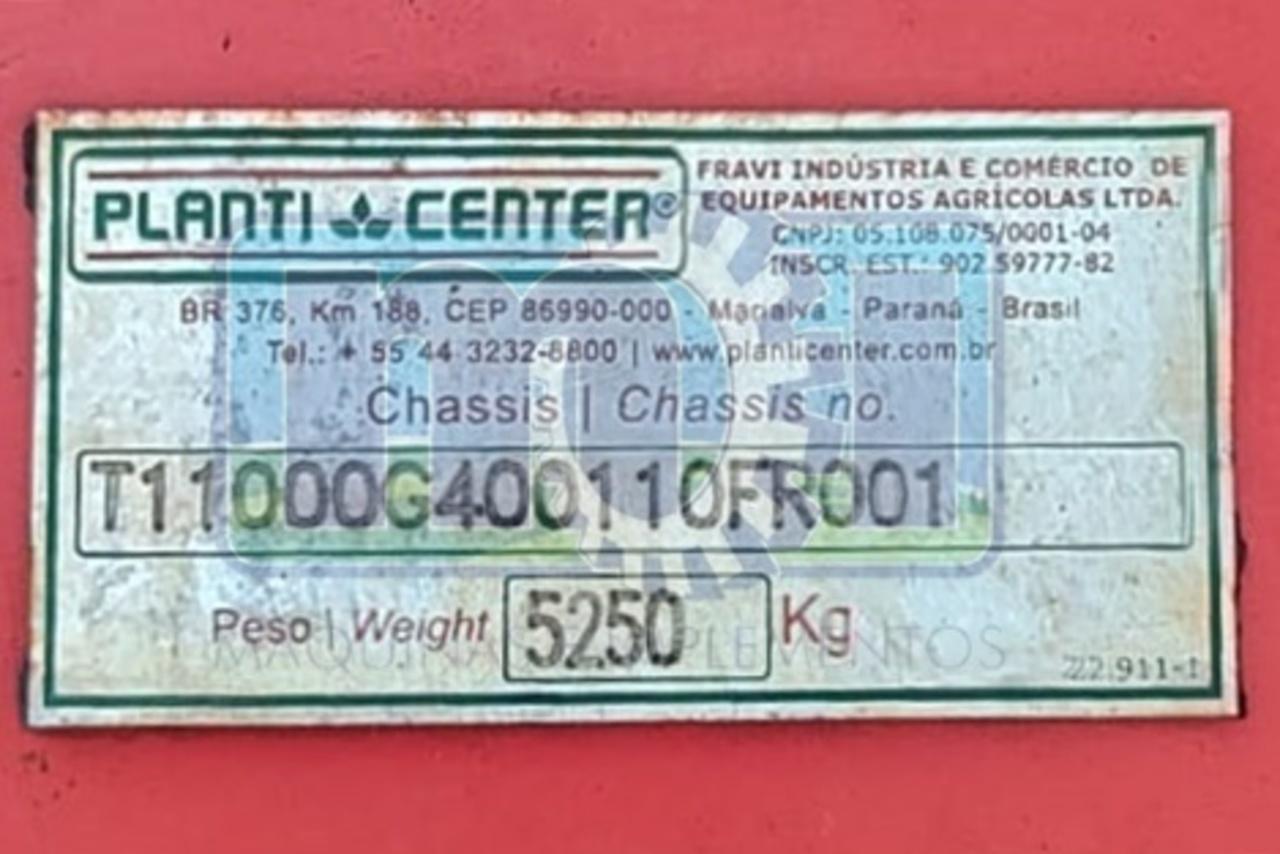 PLANTI CENTER®
FRAVI INDÚSTRIA E COMÉRCIO DE
EQUIPAMENTOS AGRÍCOLAS LTDA.
CNPJ: 05.108.075/0001-04
INSCR. EST.: 902 59777-82
BR 376, Km 188, CEP 86990-000 - Marialva - Paraná - Brasil
Tel.: + 55 44 3232-8800 | www.planticenter.com.br
Chassis | Chassis no.
T11000G400110FR001
Peso | Weight 5250 Kg
22.911-1